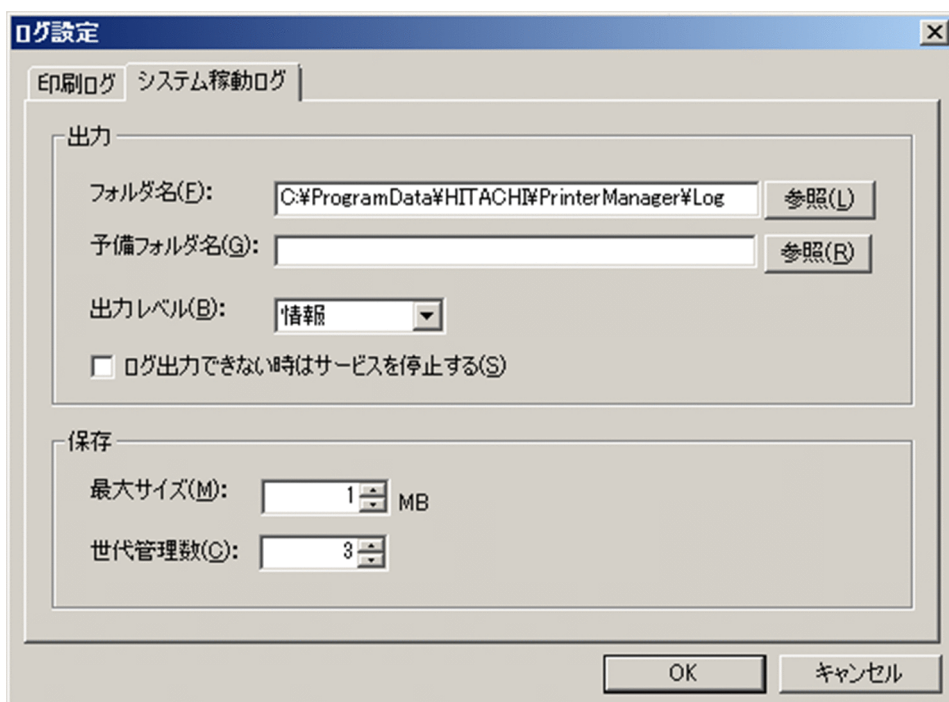 ログ設定
印刷ログ システム稼動ログ
出力
フォルダ名(F): C:¥ProgramData¥HITACHI¥PrinterManager¥Log 参照(L)
予備フォルダ名(G): 参照(R)
出力レベル(B): 情報
ログ出力できない時はサービスを停止する(S)
保存
最大サイズ(M): 1 MB
世代管理数(C): 3
OK キャンセル